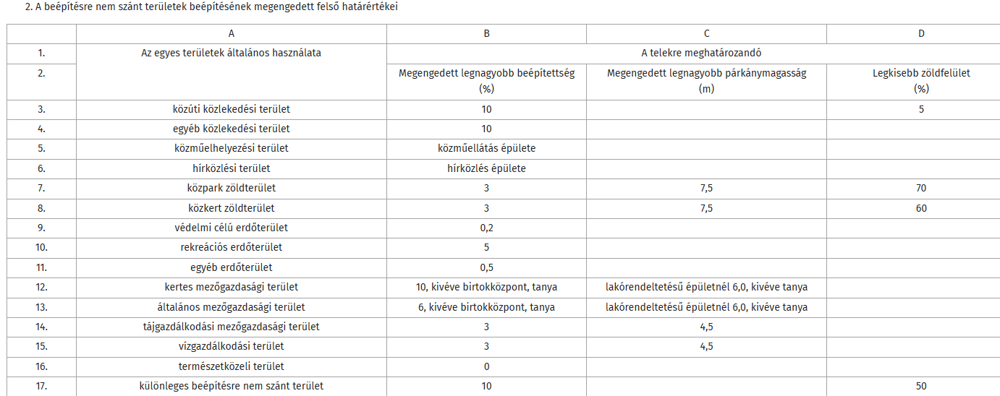 2. A beépítésre nem szánt területek beépítésének megengedett felső határértékei
A B C D
1. Az egyes területek általános használata A telekre meghatározandó
2. Megengedett legnagyobb beépítettség Megengedett legnagyobb párkánymagasság Legkisebb zöldfelület
(%) (m) (%)
3. közúti közlekedési terület 10 5
4. egyéb közlekedési terület 10
5. közműelhelyezési terület közműellátás épülete
6. hírközlési terület hírközlés épülete
7. közpark zöldterület 3 7,5 70
8. közkert zöldterület 3 7,5 60
9. védelmi célú erdőterület 0,2
10. rekreációs erdőterület 5
11. egyéb erdőterület 0,5
12. kertes mezőgazdasági terület 10, kivéve birtokközpont, tanya lakórendeltetésű épületnél 6,0, kivéve tanya
13. általános mezőgazdasági terület 6, kivéve birtokközpont, tanya lakórendeltetésű épületnél 6,0, kivéve tanya
14. tájgazdálkodási mezőgazdasági terület 3 4,5
15. vízgazdálkodási terület 3 4,5
16. természetközeli terület 0
17. különleges beépítésre nem szánt terület 10 50